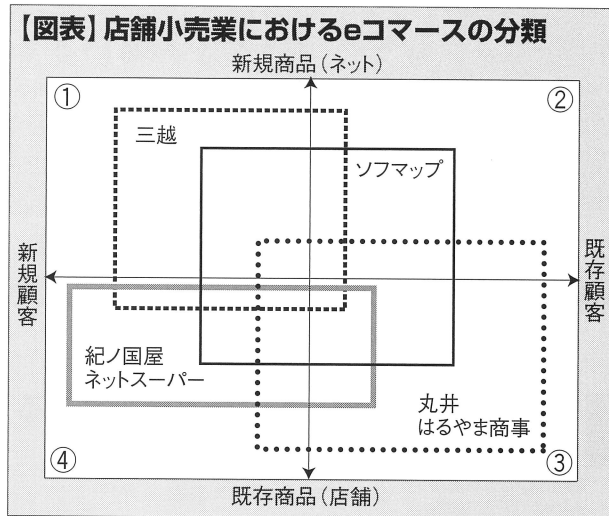 【図表】店舗小売業におけるeコマースの分類
新規商品(ネット)
①
②
三越
ソフマップ
新規顧客
既存顧客
紀ノ国屋
ネットスーパー
丸井
はるやま商事
④
③
既存商品(店舗)